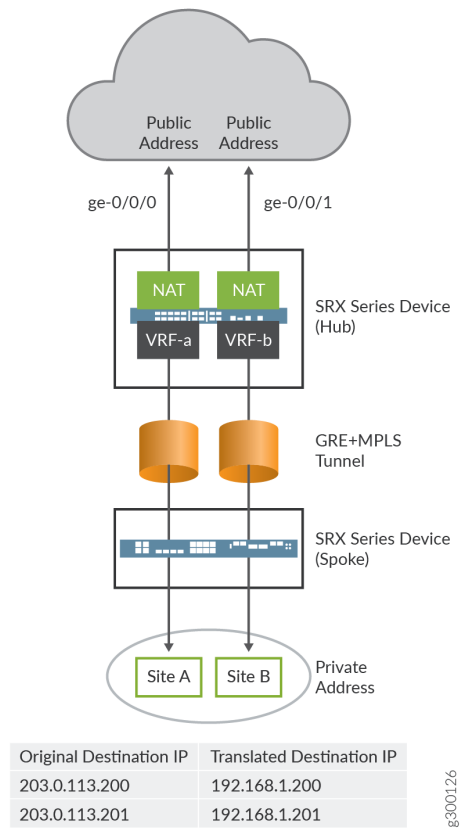 Public Public
Address Address
ge-0/0/0 ge-0/0/1
NAT NAT
SRX Series Device
(Hub)
VRF-a VRF-b
GRE+MPLS
Tunnel
SRX Series Device
(Spoke)
Site A Site B
Private
Address
Original Destination IP Translated Destination IP
203.0.113.200 192.168.1.200
203.0.113.201 192.168.1.201
g300126